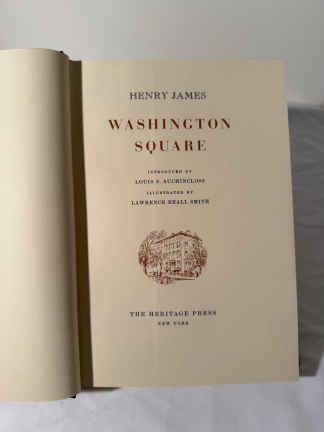 HENRY JAMES
WASHINGTON
SQUARE
INTRODUCED BY
LOUIS S. AUCHINCLOSS
ILLUSTRATED BY
LAWRENCE BEALL SMITH
THE HERITAGE PRESS
NEW YORK